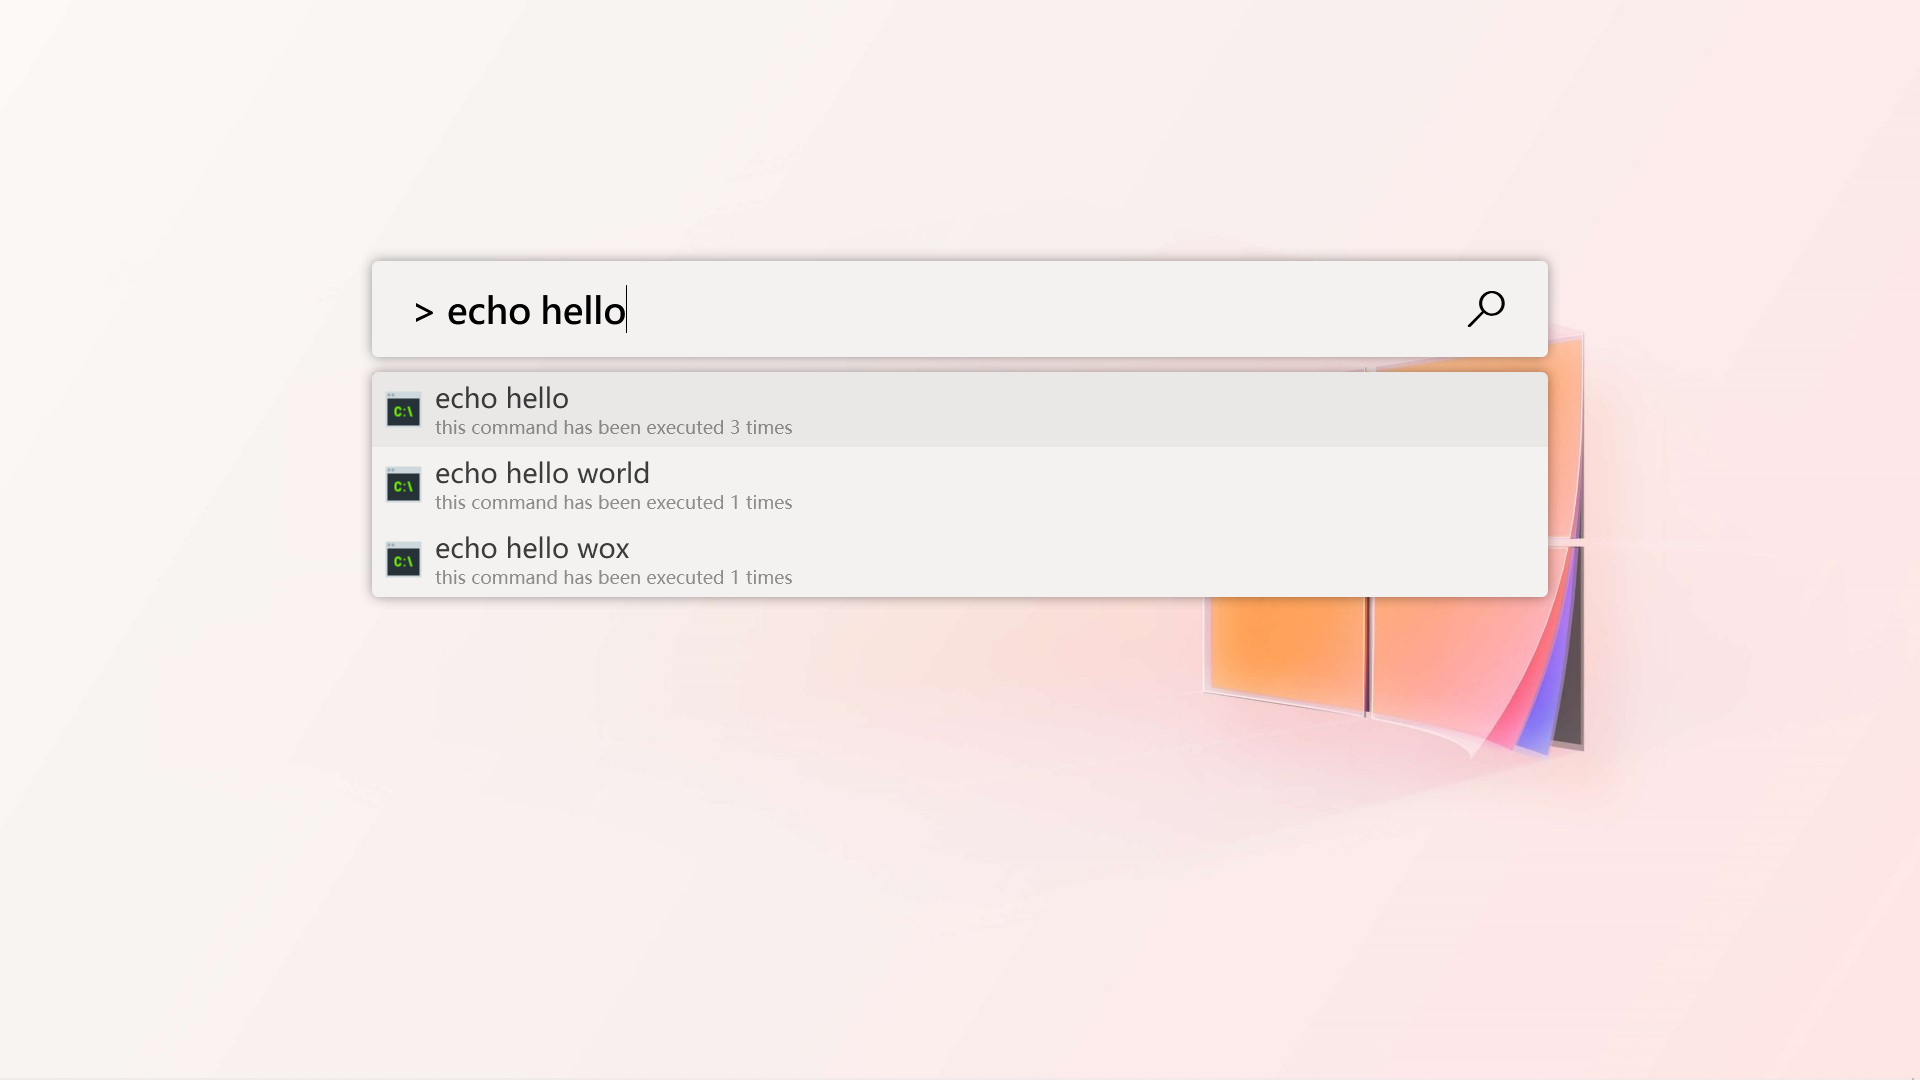 > echo hello
C:\
echo hello
this command has been executed 3 times
C:\
echo hello world
this command has been executed 1 times
C:\
echo hello wox
this command has been executed 1 times